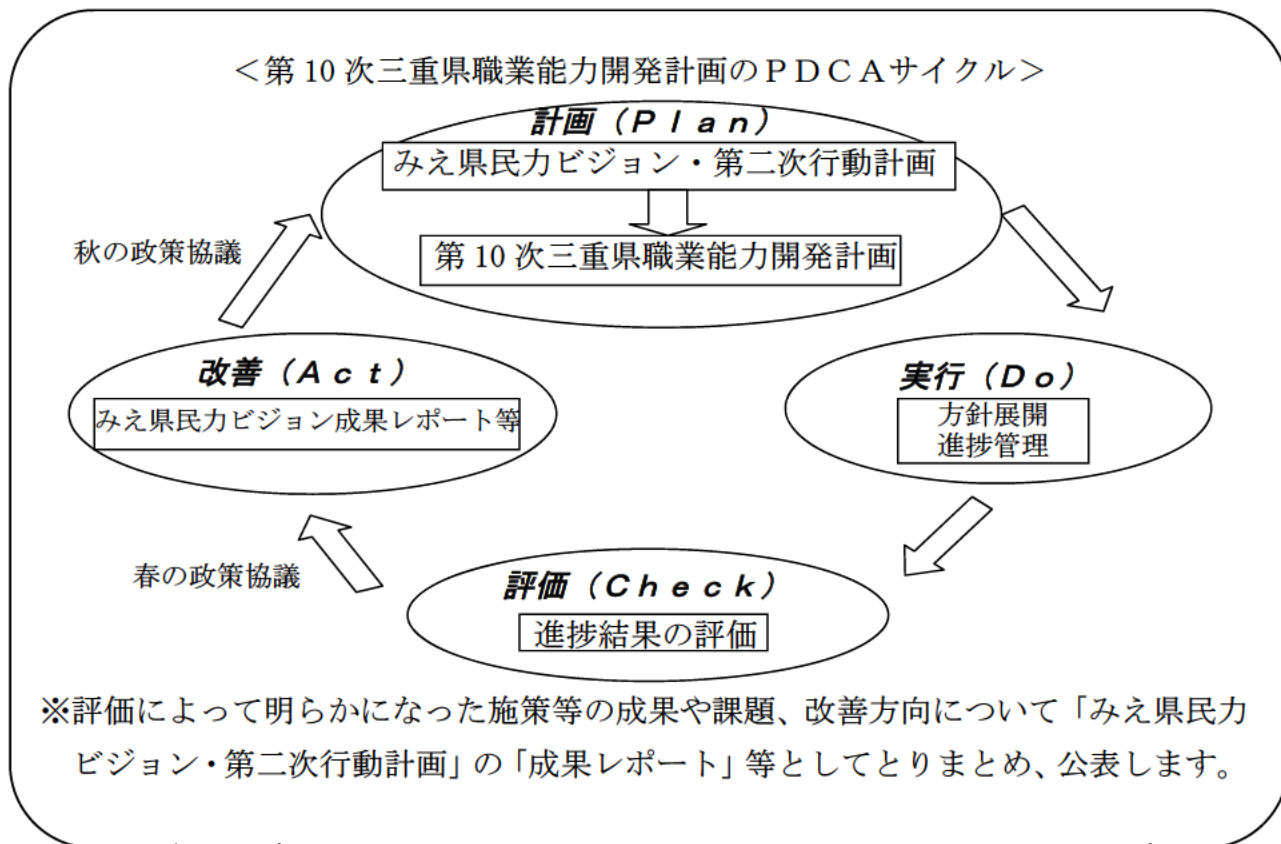 ＜第10次三重県職業能力開発計画のＰＤＣＡサイクル＞
計画（Ｐｌａｎ）
みえ県民力ビジョン・第二次行動計画
第10次三重県職業能力開発計画
秋の政策協議
改善（Ａｃｔ）
みえ県民力ビジョン成果レポート等
実行（Ｄｏ）
方針展開
進捗管理
春の政策協議
評価（Ｃｈｅｃｋ）
進捗結果の評価
※評価によって明らかになった施策等の成果や課題、改善方向について「みえ県民力
ビジョン・第二次行動計画」の「成果レポート」等としてとりまとめ、公表します。